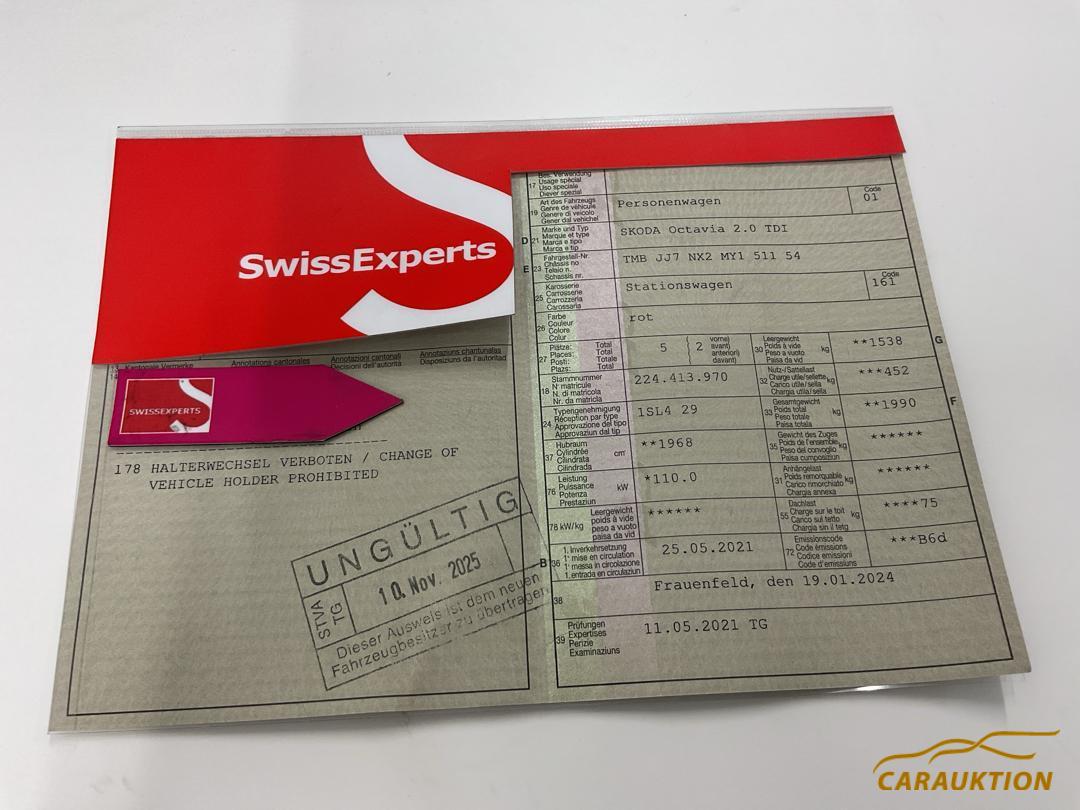 SwissExperts
SWISSEXPERTS
Kantonale Vermerke
Annotations cantonales
Annotazioni cantonali
Decisioni dell'autorità
Annotaziuns chantunalas
Disposiziuns da l'autoritad
178 HALTERWECHSEL VERBOTEN / CHANGE OF
VEHICLE HOLDER PROHIBITED
UNGÜLTIG
STVA
TG
10. Nov. 2025
Dieser Ausweis ist dem neuen
Fahrzeugbesitzer zu übertragen.
17
Bes. Verwendung
Usage spécial
Uso speciale
Diever spezial
19
Art des Fahrzeugs
Genre de véhicule
Genere di veicolo
Gener dal vehichel
Personenwagen
Code
01
D
21
Marke und Typ
Marque et type
Marca e tipo
Marca e tip
SKODA Octavia 2.0 TDI
E
23
Fahrgestell-Nr.
Châssis no
Telaio n.
Schassis nr.
TMB JJ7 NX2 MY1 511 54
25
Karosserie
Carrosserie
Carrozzeria
Carossaria
Stationswagen
Code
161
26
Farbe
Couleur
Colore
Colur
rot
27
Plätze: Total
Places: Total
Posti: Totale
Plazs: Total
5
2
vorne)
avant)
anteriori)
davant)
30
Leergewicht
Poids à vide
Peso a vuoto
Paisa da vid
kg
**1538
G
18
Stammnummer
N° matricule
N. di matricola
Nr. da matricla
224.413.970
32
Nutz-/Sattellast
Charge utile/sellette
Carico utile/sella
Chargia utila/sella
kg
***452
24
Typengenehmigung
Réception par type
Approvazione del tipo
Approvaziun dal tip
1SL4 29
33
Gesamtgewicht
Poids total
Peso totale
Paisa totala
kg
**1990
F
37
Hubraum
Cylindrée
Cilindrata
Cilindrada
cm³
**1968
35
Gewicht des Zuges
Poids de l'ensemble
Peso del convoglio
Paisa cumposiziun
kg
******
76
Leistung
Puissance
Potenza
Prestaziun
kW
*110.0
31
Anhängelast
Poids remorquable
Carico rimorchiato
Chargia annexa
kg
******
78 kW/kg
Leergewicht
poids à vide
peso a vuoto
paisa da vid
******
55
Dachlast
Charge sur le toit
Carico sul tetto
Chargia sin il tetg
kg
****75
B
36
1. Inverkehrsetzung
1re mise en circulation
1a messa in circolazione
1. entrada en circulaziun
25.05.2021
72
Emissionscode
Code émissions
Codice emissioni
Code d'emissiuns
***B6d
38
Frauenfeld, den 19.01.2024
39
Prüfungen
Expertises
Perizie
Examinaziuns
11.05.2021 TG
CARAUKTION